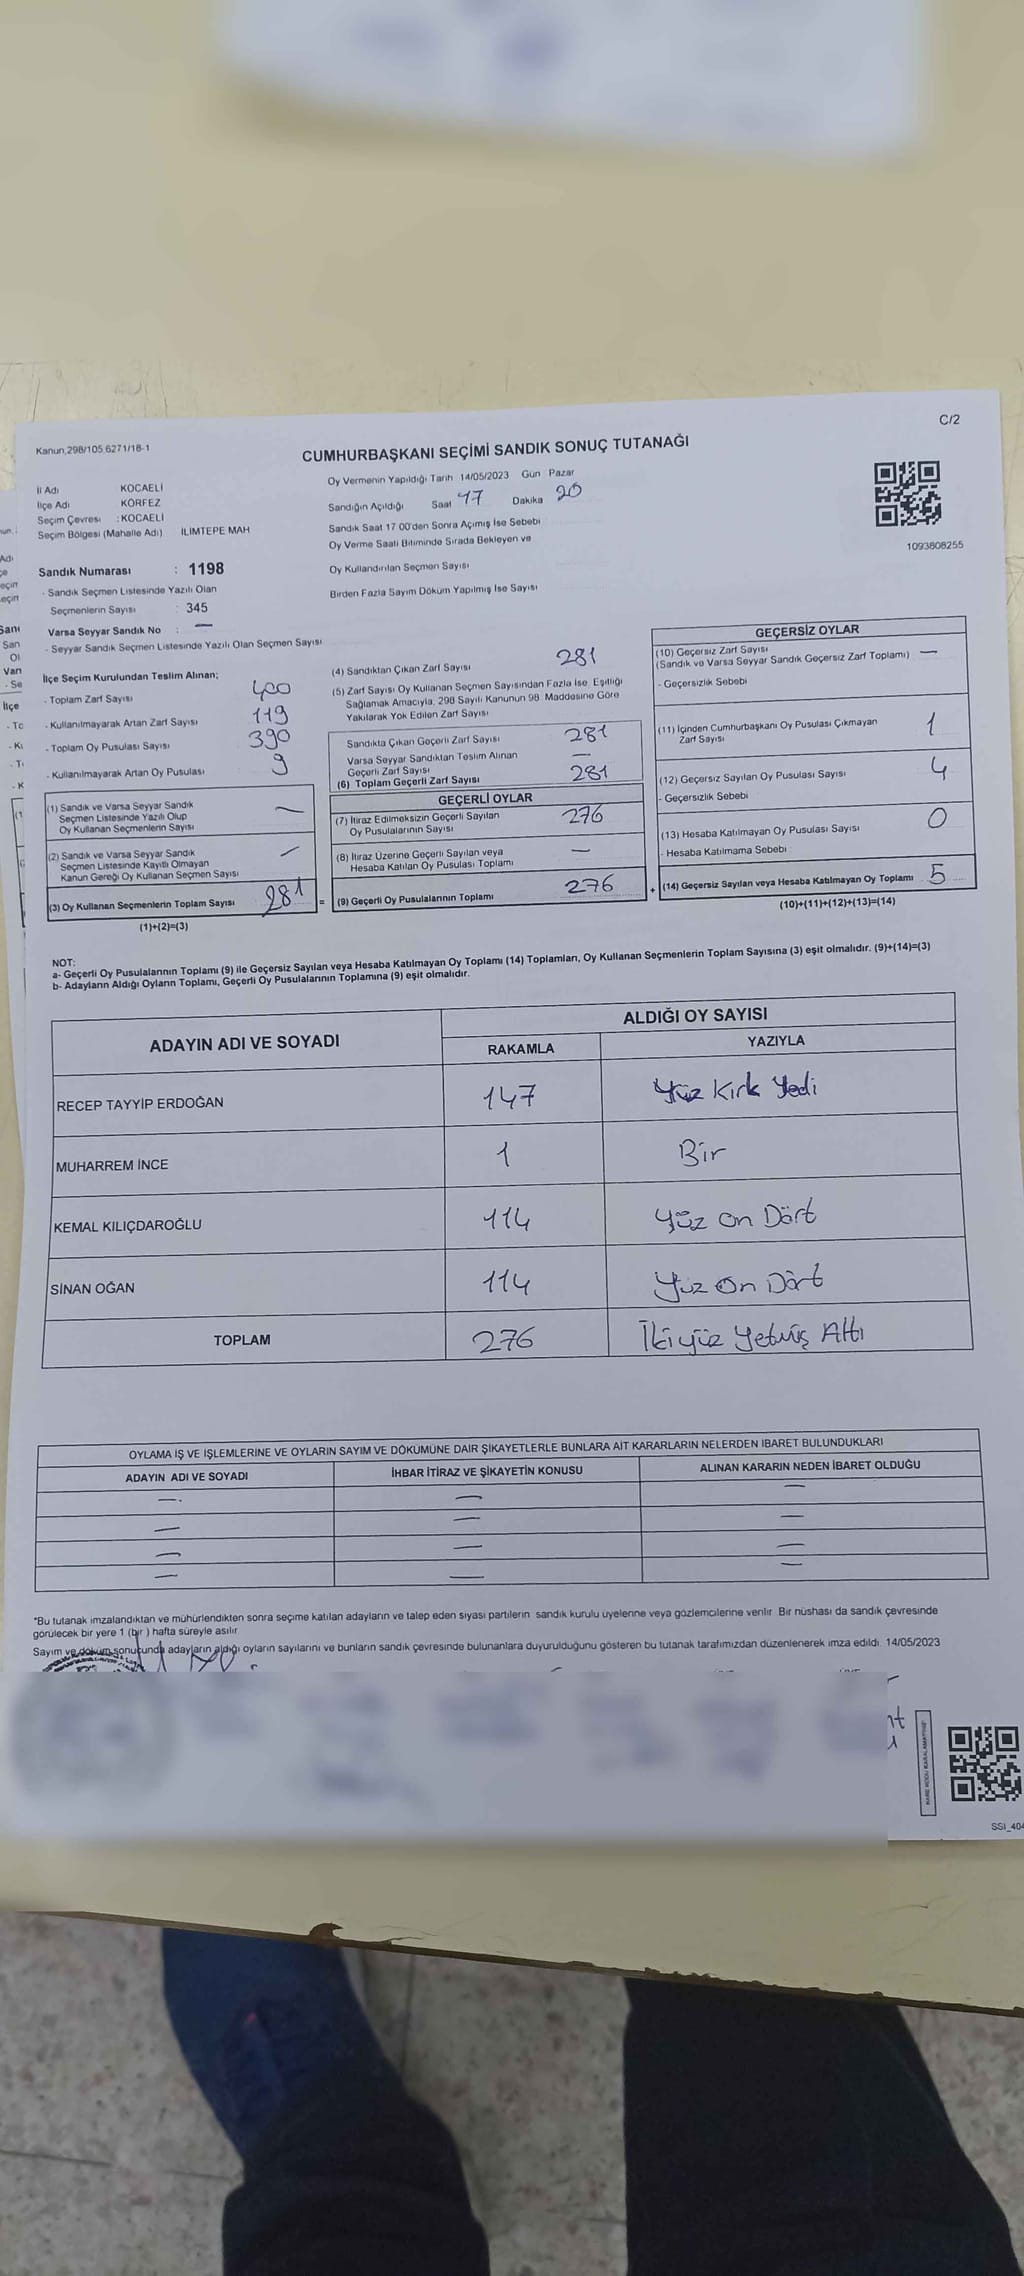 C/2
Kanun,298/105,6271/18-1
CUMHURBAŞKANI SEÇİMİ SANDIK SONUÇ TUTANAĞI
İl Adı KOCAELİ
İlçe Adı KÖRFEZ
Seçim Çevresi : KOCAELİ
Seçim Bölgesi (Mahalle Adı) ILIMTEPE MAH
Sandık Numarası : 1198
- Sandık Seçmen Listesinde Yazılı Olan
Seçmenlerin Sayısı : 345
Varsa Seyyar Sandık No : —
- Seyyar Sandık Seçmen Listesinde Yazılı Olan Seçmen Sayısı
Oy Vermenin Yapıldığı Tarih 14/05/2023 Gün Pazar
Sandığın Açıldığı Saat 17 Dakika 20
Sandık Saat 17 00'den Sonra Açımış İse Sebebi
Oy Verme Saati Bitiminde Sırada Bekleyen ve
Oy Kullandırılan Seçmen Sayısı
Birden Fazla Sayım Döküm Yapılmış İse Sayısı
1093808255
İlçe Seçim Kurulundan Teslim Alınan;
- Toplam Zarf Sayısı 400
- Kullanılmayarak Artan Zarf Sayısı 119
- Toplam Oy Pusulası Sayısı 390
- Kullanılmayarak Artan Oy Pusulası 9
(1) Sandık ve Varsa Seyyar Sandık
Seçmen Listesinde Yazılı Olup
Oy Kullanan Seçmenlerin Sayısı —
(2) Sandık ve Varsa Seyyar Sandık
Seçmen Listesinde Kayıtlı Olmayan
Kanun Gereği Oy Kullanan Seçmen Sayısı —
(3) Oy Kullanan Seçmenlerin Toplam Sayısı 281 =
(1)+(2)=(3)
(4) Sandıktan Çıkan Zarf Sayısı 281
(5) Zarf Sayısı Oy Kullanan Seçmen Sayısından Fazla İse, Eşitliği
Sağlamak Amacıyla, 298 Sayılı Kanunun 98. Maddesine Göre
Yakılarak Yok Edilen Zarf Sayısı —
Sandıkta Çıkan Geçerli Zarf Sayısı 281
Varsa Seyyar Sandıktan Teslim Alınan
Geçerli Zarf Sayısı —
(6) Toplam Geçerli Zarf Sayısı 281
GEÇERLİ OYLAR
(7) İtiraz Edilmeksizin Geçerli Sayılan
Oy Pusulalarının Sayısı 276
(8) İtiraz Üzerine Geçerli Sayılan veya
Hesaba Katılan Oy Pusulası Toplamı —
(9) Geçerli Oy Pusulalarının Toplamı 276 +
GEÇERSİZ OYLAR
(10) Geçersiz Zarf Sayısı
(Sandık ve Varsa Seyyar Sandık Geçersiz Zarf Toplamı) —
- Geçersizlik Sebebi
(11) İçinden Cumhurbaşkanı Oy Pusulası Çıkmayan
Zarf Sayısı 1
(12) Geçersiz Sayılan Oy Pusulası Sayısı 4
- Geçersizlik Sebebi
(13) Hesaba Katılmayan Oy Pusulası Sayısı 0
- Hesaba Katılmama Sebebi
(14) Geçersiz Sayılan veya Hesaba Katılmayan Oy Toplamı 5
(10)+(11)+(12)+(13)=(14)
NOT:
a- Geçerli Oy Pusulalarının Toplamı (9) ile Geçersiz Sayılan veya Hesaba Katılmayan Oy Toplamı (14) Toplamları, Oy Kullanan Seçmenlerin Toplam Sayısına (3) eşit olmalıdır. (9)+(14)=(3)
b- Adayların Aldığı Oyların Toplamı, Geçerli Oy Pusulalarının Toplamına (9) eşit olmalıdır.
ADAYIN ADI VE SOYADI ALDIĞI OY SAYISI
RAKAMLA YAZIYLA
RECEP TAYYİP ERDOĞAN 147 Yüz Kırk Yedi
MUHARREM İNCE 1 Bir
KEMAL KILIÇDAROĞLU 114 Yüz On Dört
SİNAN OĞAN 114 Yüz On Dört
TOPLAM 276 İkiyüz Yetmiş Altı
OYLAMA İŞ VE İŞLEMLERİNE VE OYLARIN SAYIM VE DÖKÜMÜNE DAİR ŞİKAYETLERLE BUNLARA AİT KARARLARIN NELERDEN İBARET BULUNDUKLARI
ADAYIN ADI VE SOYADI İHBAR İTİRAZ VE ŞİKAYETİN KONUSU ALINAN KARARIN NEDEN İBARET OLDUĞU
— — —
— — —
— — —
— — —
*Bu tutanak imzalandıktan ve mühürlendikten sonra seçime katılan adayların ve talep eden siyasi partilerin sandık kurulu üyelerine veya gözlemcilerine verilir. Bir nüshası da sandık çevresinde
görülecek bir yere 1 (bir ) hafta süreyle asılır
Sayım ve döküm sonucunda adayların aldığı oyların sayılarını ve bunların sandık çevresinde bulunanlara duyurulduğunu gösteren bu tutanak tarafımızdan düzenlenerek imza edildi. 14/05/2023
SSI_404